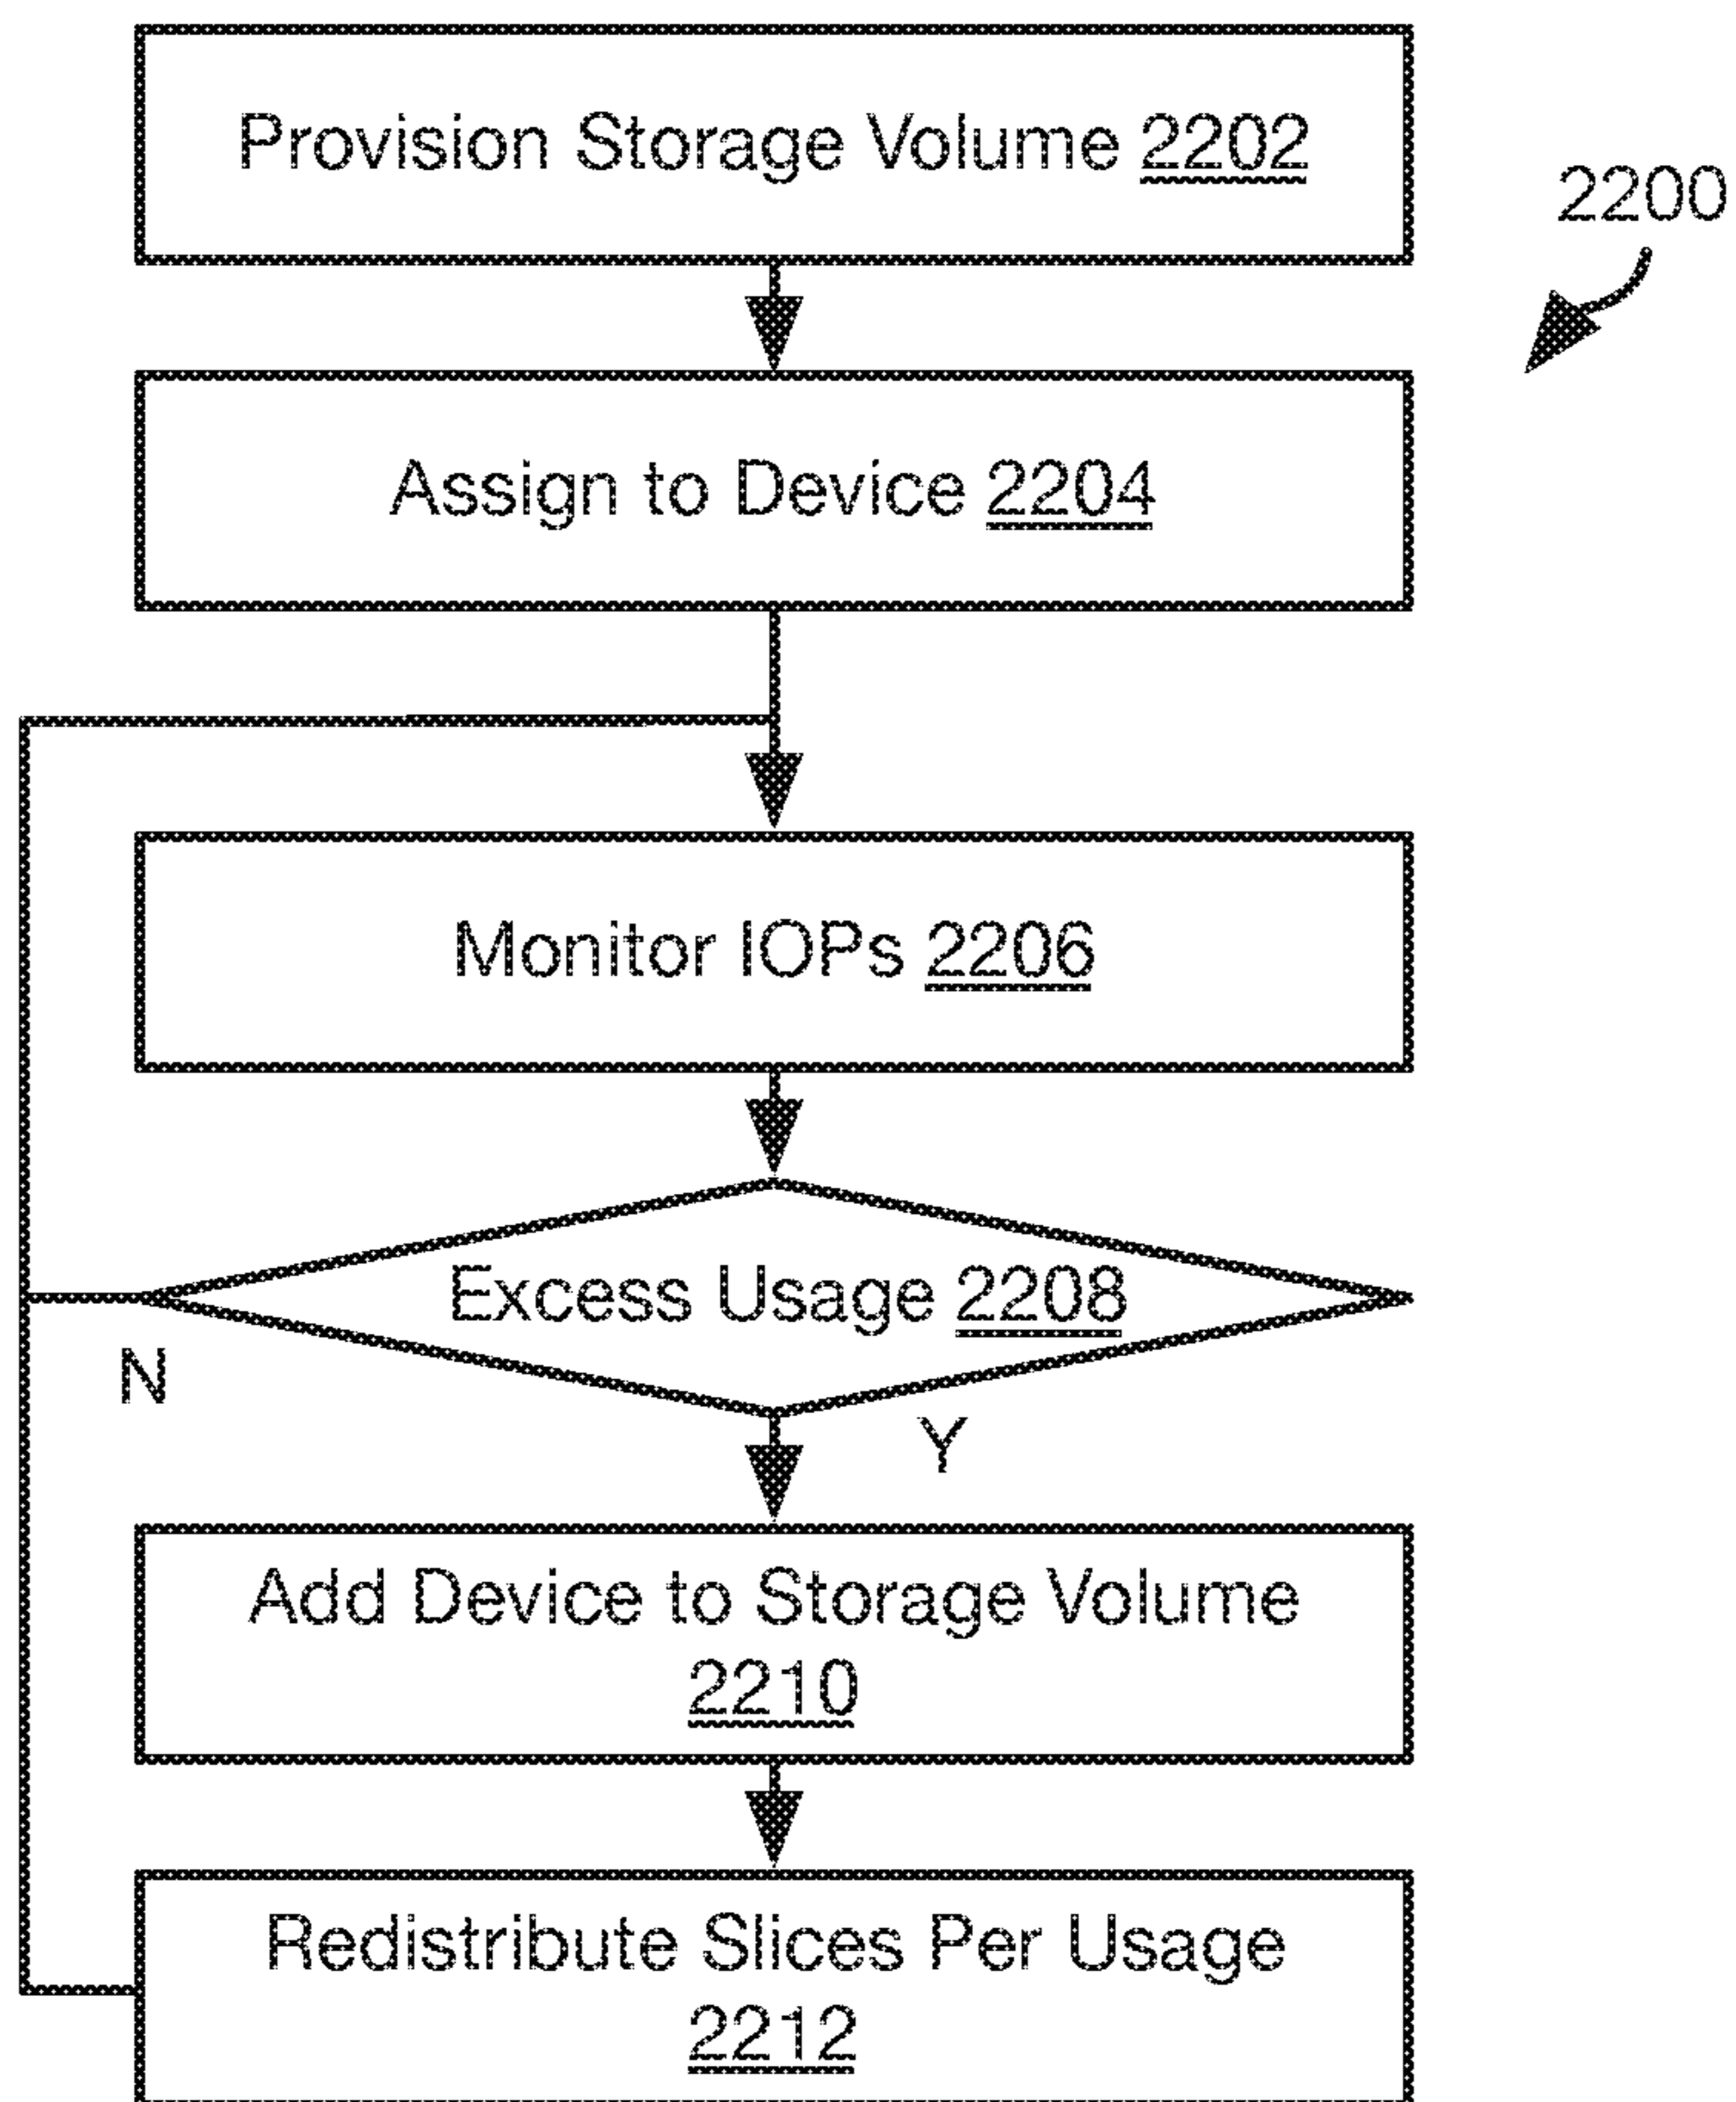 Provision Storage Volume 2202
2200
Assign to Device 2204
Monitor IOPs 2206
Excess Usage 2208
N
Y
Add Device to Storage Volume
2210
Redistribute Slices Per Usage
2212